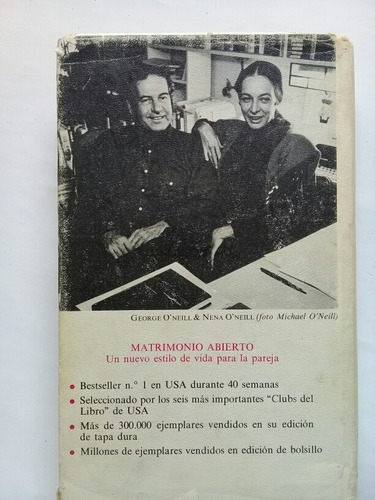 GEORGE O'NEILL & NENA O'NEILL (foto Michael O'Neill)
MATRIMONIO ABIERTO
Un nuevo estilo de vida para la pareja
• Bestseller n.° 1 en USA durante 40 semanas
• Seleccionado por los seis más importantes "Clubs del
Libro" de USA
• Más de 300.000 ejemplares vendidos en su edición
de tapa dura
• Millones de ejemplares vendidos en edición de bolsillo